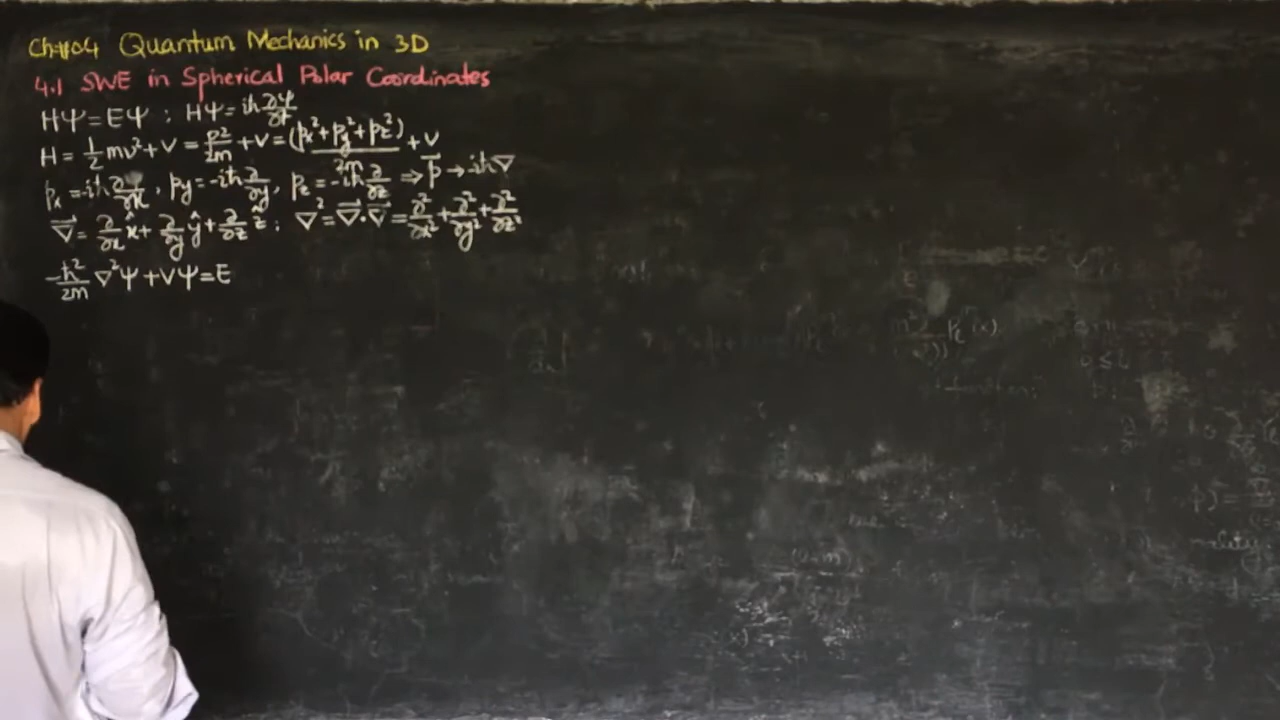 Ch#04 Quantum Mechanics in 3D
4.1 SWE in Spherical Polar Coordinates
HΨ=EΨ ; HΨ=iħ ∂Ψ/∂t
H = 1/2 mv²+V = p²/2m +V = (px²+py²+pz²)/2m +V
px =-iħ ∂/∂x, py=-iħ ∂/∂y, pz=-iħ ∂/∂z ⇒ p⃗ → -iħ∇
∇⃗ = ∂/∂x x̂+ ∂/∂y ŷ+ ∂/∂z ẑ ; ∇² = ∇⃗·∇⃗ = ∂²/∂x²+∂²/∂y²+∂²/∂z²
-ħ²/2m ∇²Ψ+VΨ=E